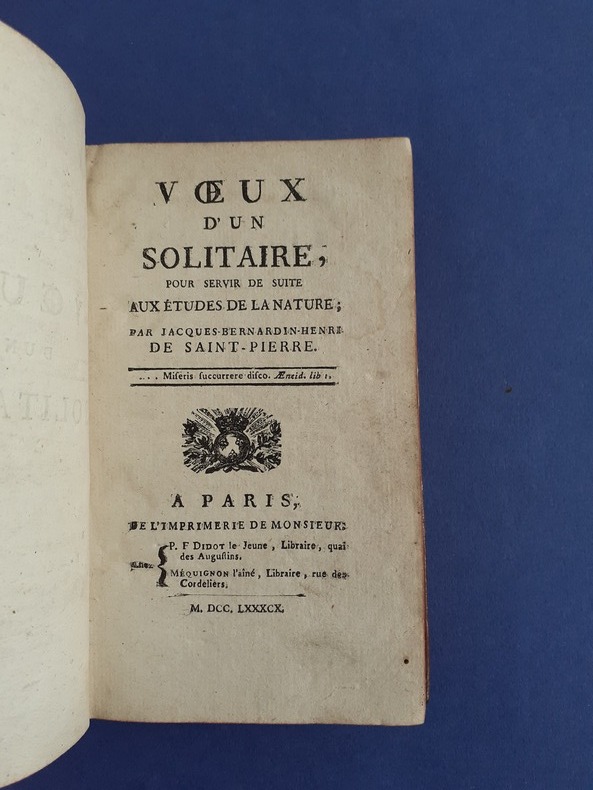 VŒUX
D'UN
SOLITAIRE,
POUR SERVIR DE SUITE
AUX ÉTUDES DE LA NATURE;
PAR JACQUES-BERNARDIN-HENRI
DE SAINT-PIERRE.
. . . . Miſeris ſuccurrere diſco. Æneid. lib 1.
A PARIS,
DE L'IMPRIMERIE DE MONSIEUR:
P. F DIDOT le Jeune, Libraire, quai
des Auguſtins.
Chez
MÉQUIGNON l'aîné, Libraire, rue des
Cordeliers.
M. DCC. LXXXCX.